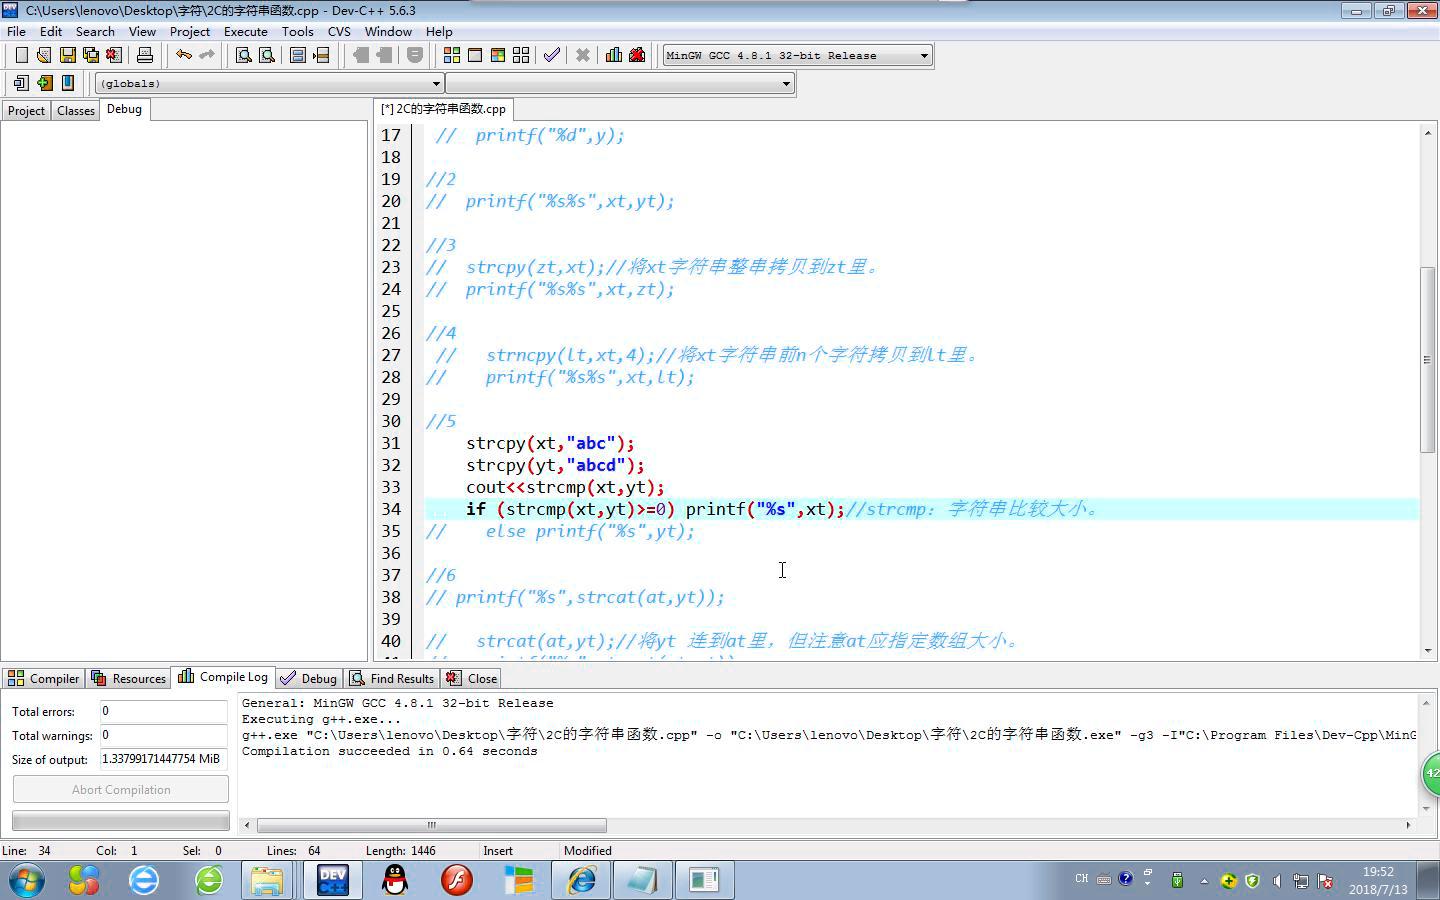 C:\Users\lenovo\Desktop\字符\2C的字符串函数.cpp - Dev-C++ 5.6.3
File Edit Search View Project Execute Tools CVS Window Help
MinGW GCC 4.8.1 32-bit Release
(globals)
Project Classes Debug
[*] 2C的字符串函数.cpp
17 // printf("%d",y);
18
19 //2
20 // printf("%s%s",xt,yt);
21
22 //3
23 // strcpy(zt,xt);//将xt字符串整串拷贝到zt里。
24 // printf("%s%s",xt,zt);
25
26 //4
27 // strncpy(lt,xt,4);//将xt字符串前n个字符拷贝到lt里。
28 // printf("%s%s",xt,lt);
29
30 //5
31 strcpy(xt,"abc");
32 strcpy(yt,"abcd");
33 cout<<strcmp(xt,yt);
34 if (strcmp(xt,yt)>=0) printf("%s",xt);//strcmp: 字符串比较大小。
35 // else printf("%s",yt);
36
37 //6
38 // printf("%s",strcat(at,yt));
39
40 // strcat(at,yt);//将yt 连到at里，但注意at应指定数组大小。
Compiler Resources Compile Log Debug Find Results Close
Total errors: 0
Total warnings: 0
Size of output: 1.33799171447754 MiB
Abort Compilation
General: MinGW GCC 4.8.1 32-bit Release
Executing g++.exe...
g++.exe "C:\Users\lenovo\Desktop\字符\2C的字符串函数.cpp" -o "C:\Users\lenovo\Desktop\字符\2C的字符串函数.exe" -g3 -I"C:\Program Files\Dev-Cpp\MinG
Compilation succeeded in 0.64 seconds
42
Line: 34 Col: 1 Sel: 0 Lines: 64 Length: 1446 Insert Modified
DEV C++
CH
19:52
2018/7/13